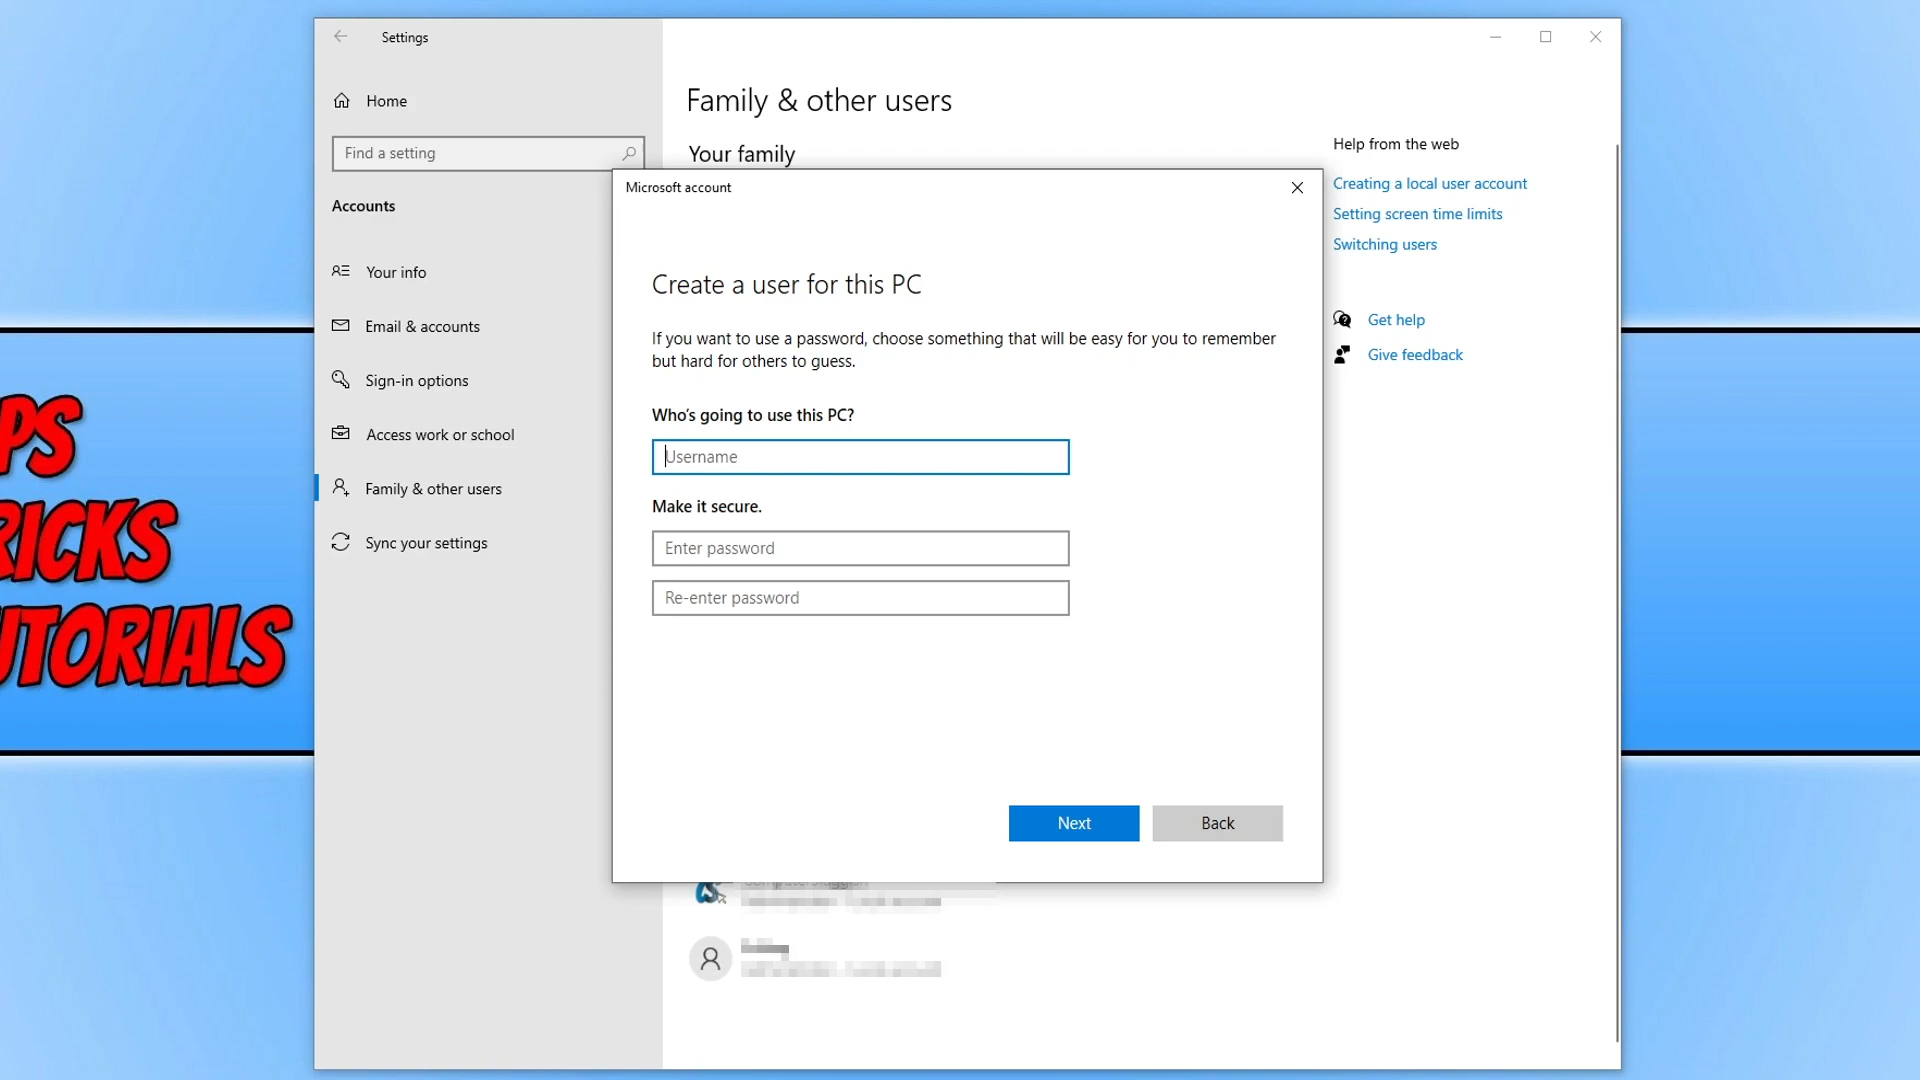 Settings
Home
Find a setting
Accounts
Your info
Email & accounts
Sign-in options
Access work or school
Family & other users
Sync your settings
Family & other users
Your family
Microsoft account
Create a user for this PC
If you want to use a password, choose something that will be easy for you to remember
but hard for others to guess.
Who's going to use this PC?
Username
Make it secure.
Enter password
Re-enter password
Next
Back
Help from the web
Creating a local user account
Setting screen time limits
Switching users
Get help
Give feedback
PS
RICKS
UTORIALS